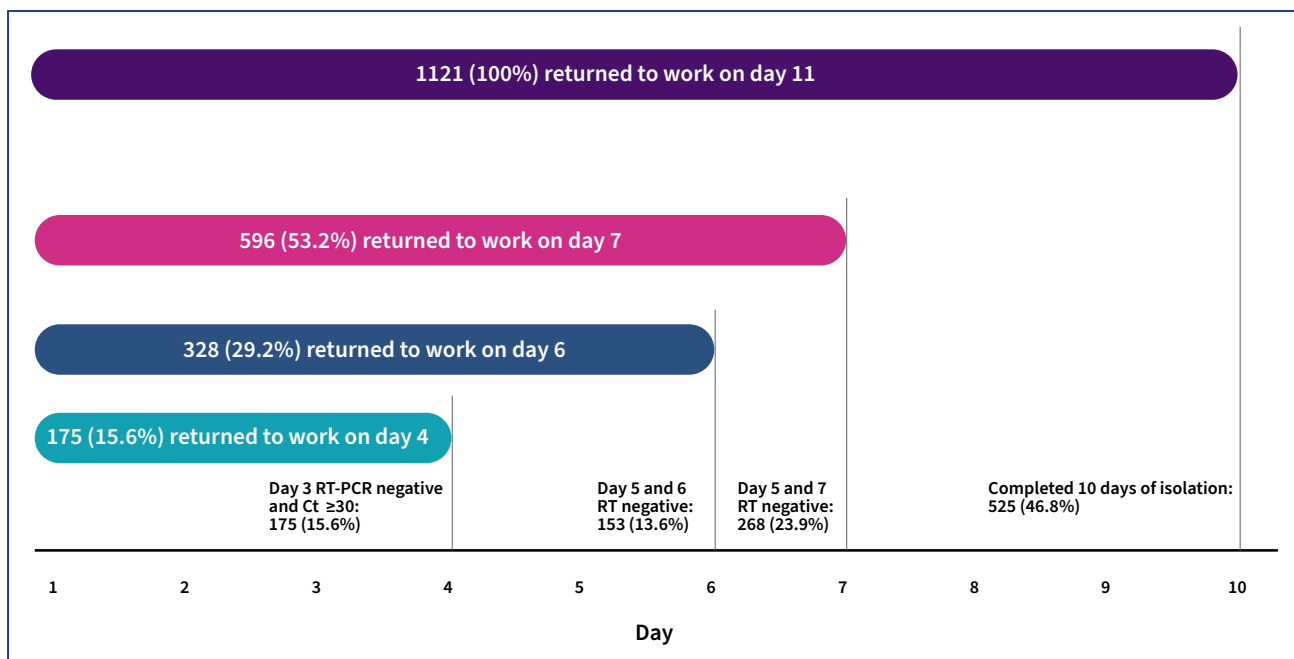 1121 (100%) returned to work on day 11
596 (53.2%) returned to work on day 7
328 (29.2%) returned to work on day 6
175 (15.6%) returned to work on day 4
Day 3 RT-PCR negative
and Ct ≥30:
175 (15.6%)
Day 5 and 6
RT negative:
153 (13.6%)
Day 5 and 7
RT negative:
268 (23.9%)
Completed 10 days of isolation:
525 (46.8%)
1 2 3 4 5 6 7 8 9 10
Day